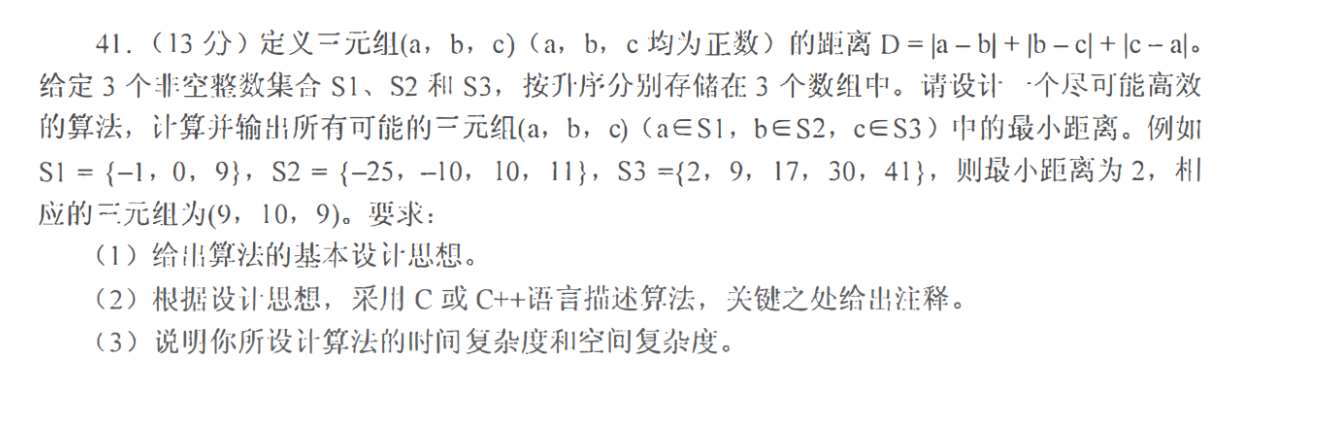 41.（13 分）定义三元组(a, b, c)（a, b, c 均为正数）的距离 D = |a – b| + |b – c| + |c – a|。
给定 3 个非空整数集合 S1、S2 和 S3，按升序分别存储在 3 个数组中。请设计一个尽可能高效
的算法，计算并输出所有可能的三元组(a, b, c)（a∈S1，b∈S2，c∈S3）中的最小距离。例如
S1 = {–1, 0, 9}，S2 = {–25, –10, 10, 11}，S3 ={2, 9, 17, 30, 41}，则最小距离为 2，相
应的三元组为(9, 10, 9)。要求：
（1）给出算法的基本设计思想。
（2）根据设计思想，采用 C 或 C++语言描述算法，关键之处给出注释。
（3）说明你所设计算法的时间复杂度和空间复杂度。